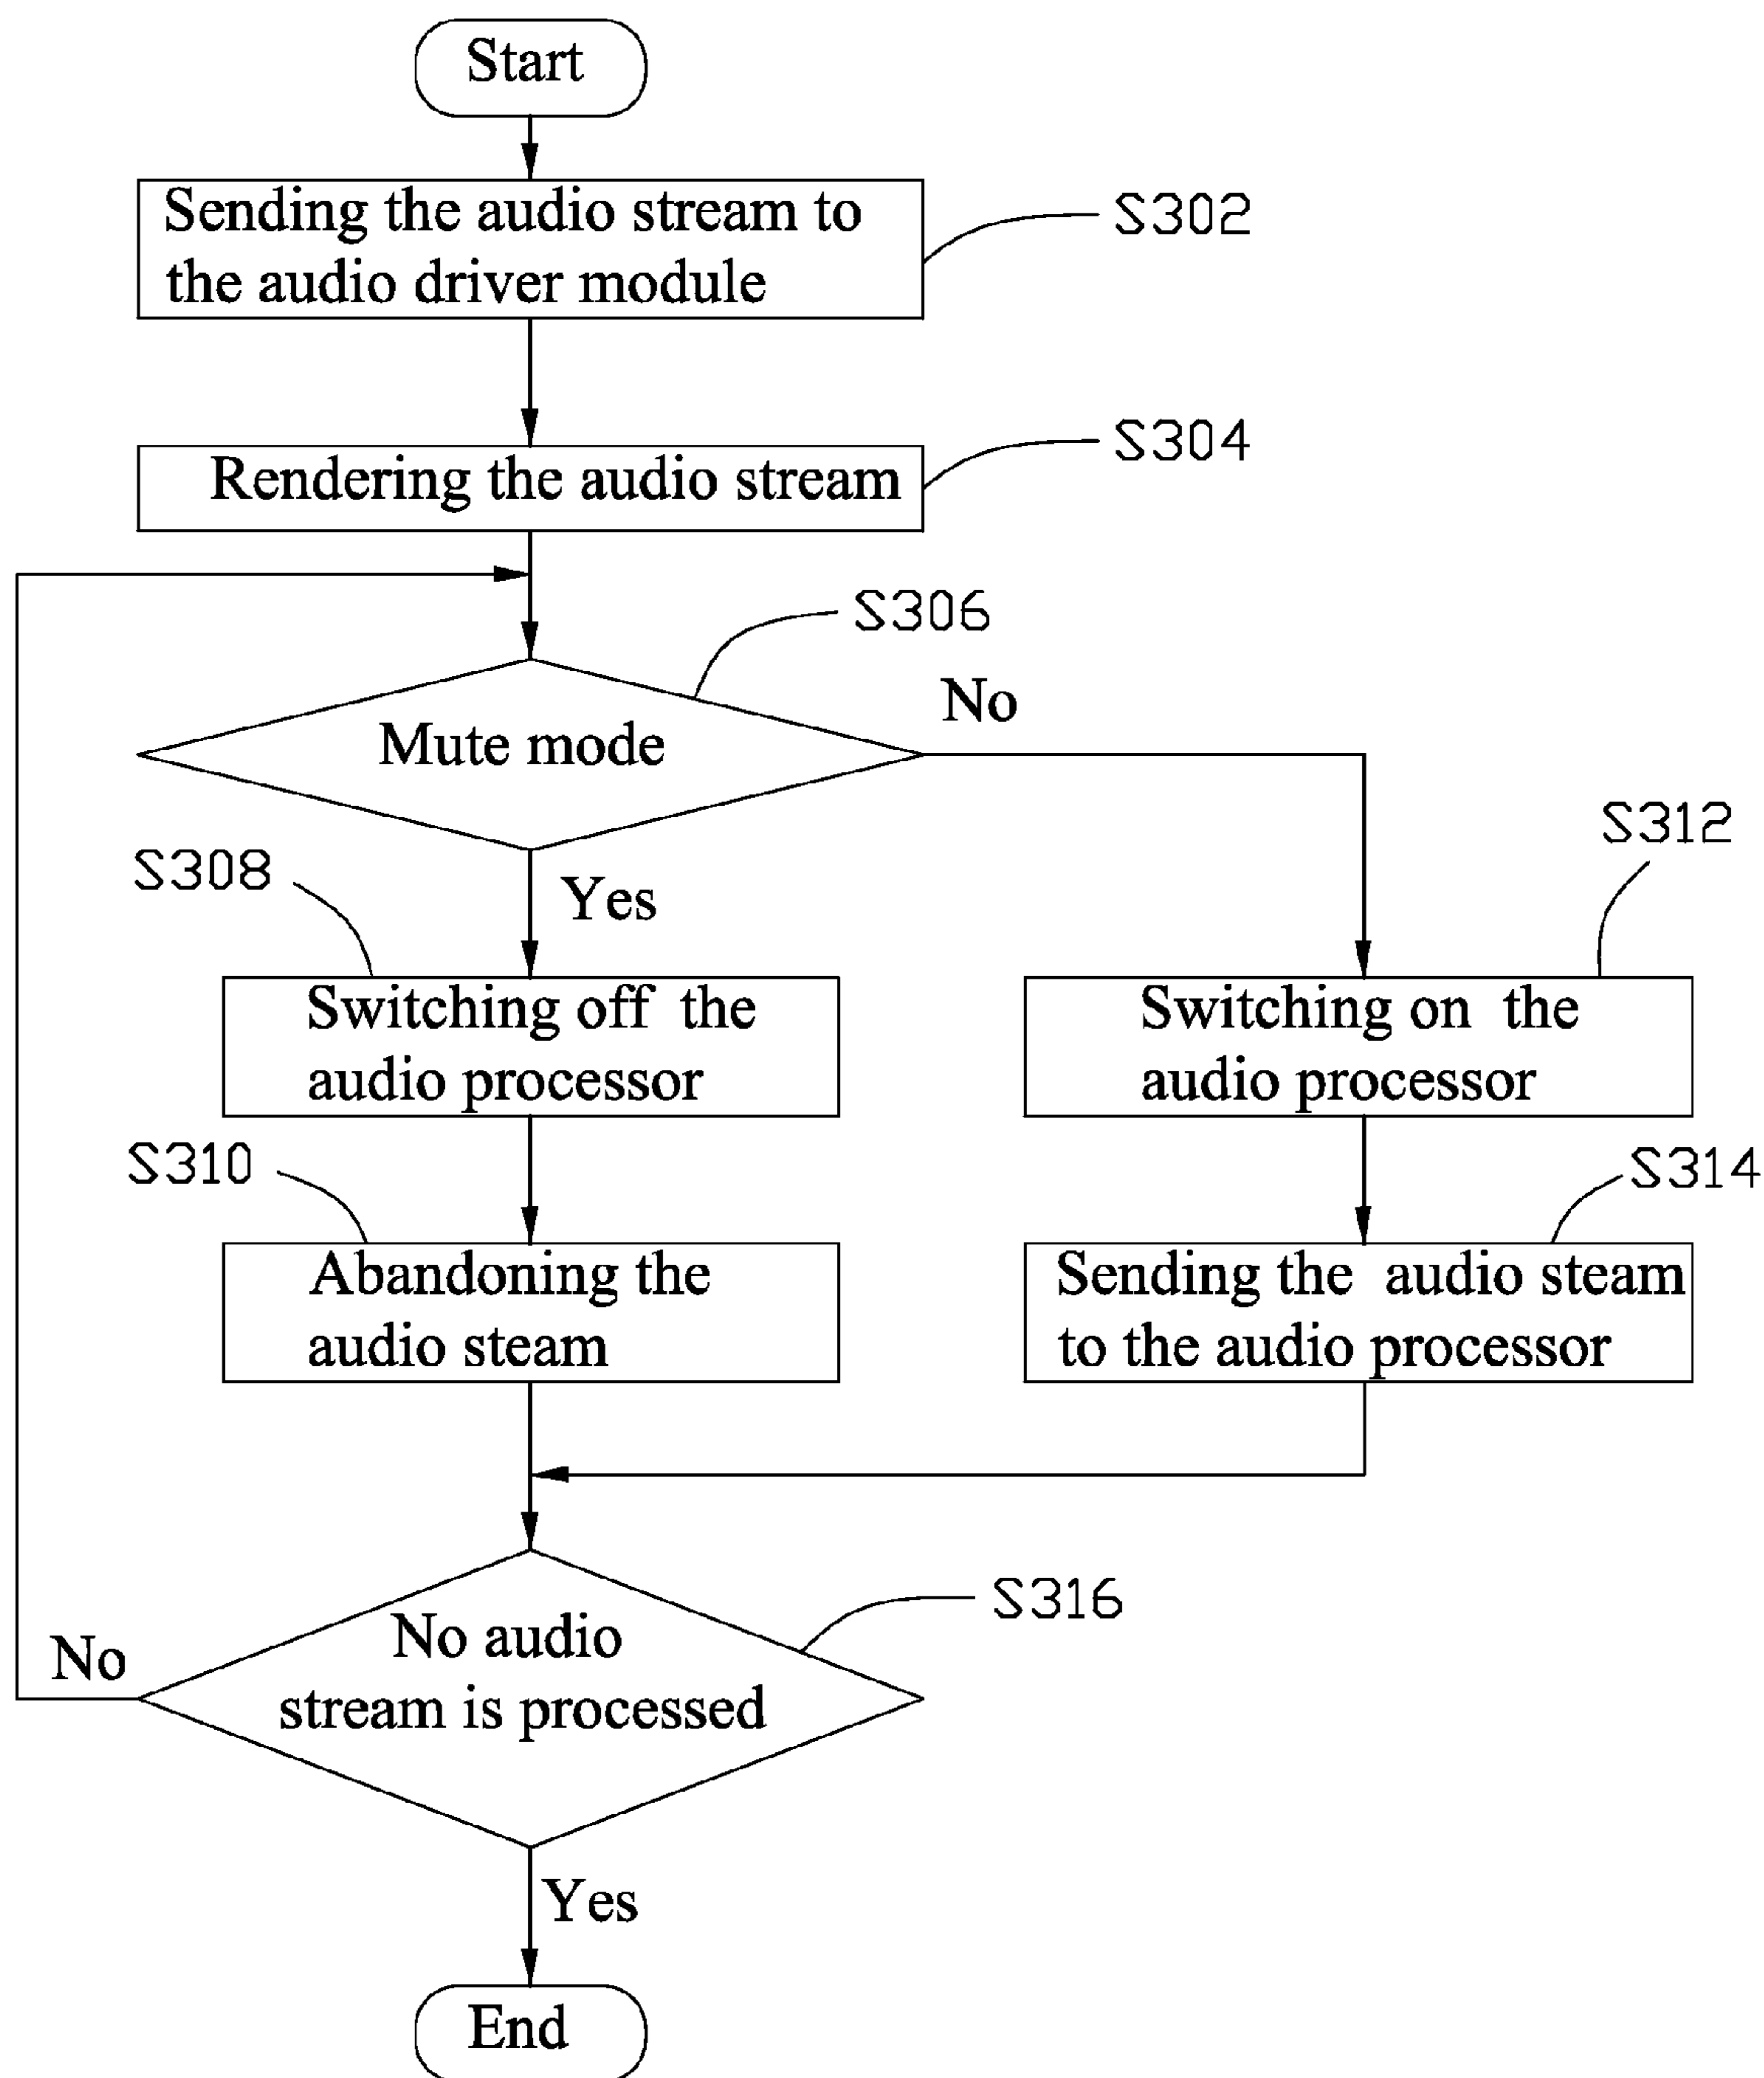 Start
Sending the audio stream to
the audio driver module
S302
Rendering the audio stream
S304
S306
Mute mode
No
S308
Yes
S312
Switching off the
audio processor
Switching on the
audio processor
S310
S314
Abandoning the
audio steam
Sending the audio steam
to the audio processor
S316
No audio
stream is processed
No
Yes
End